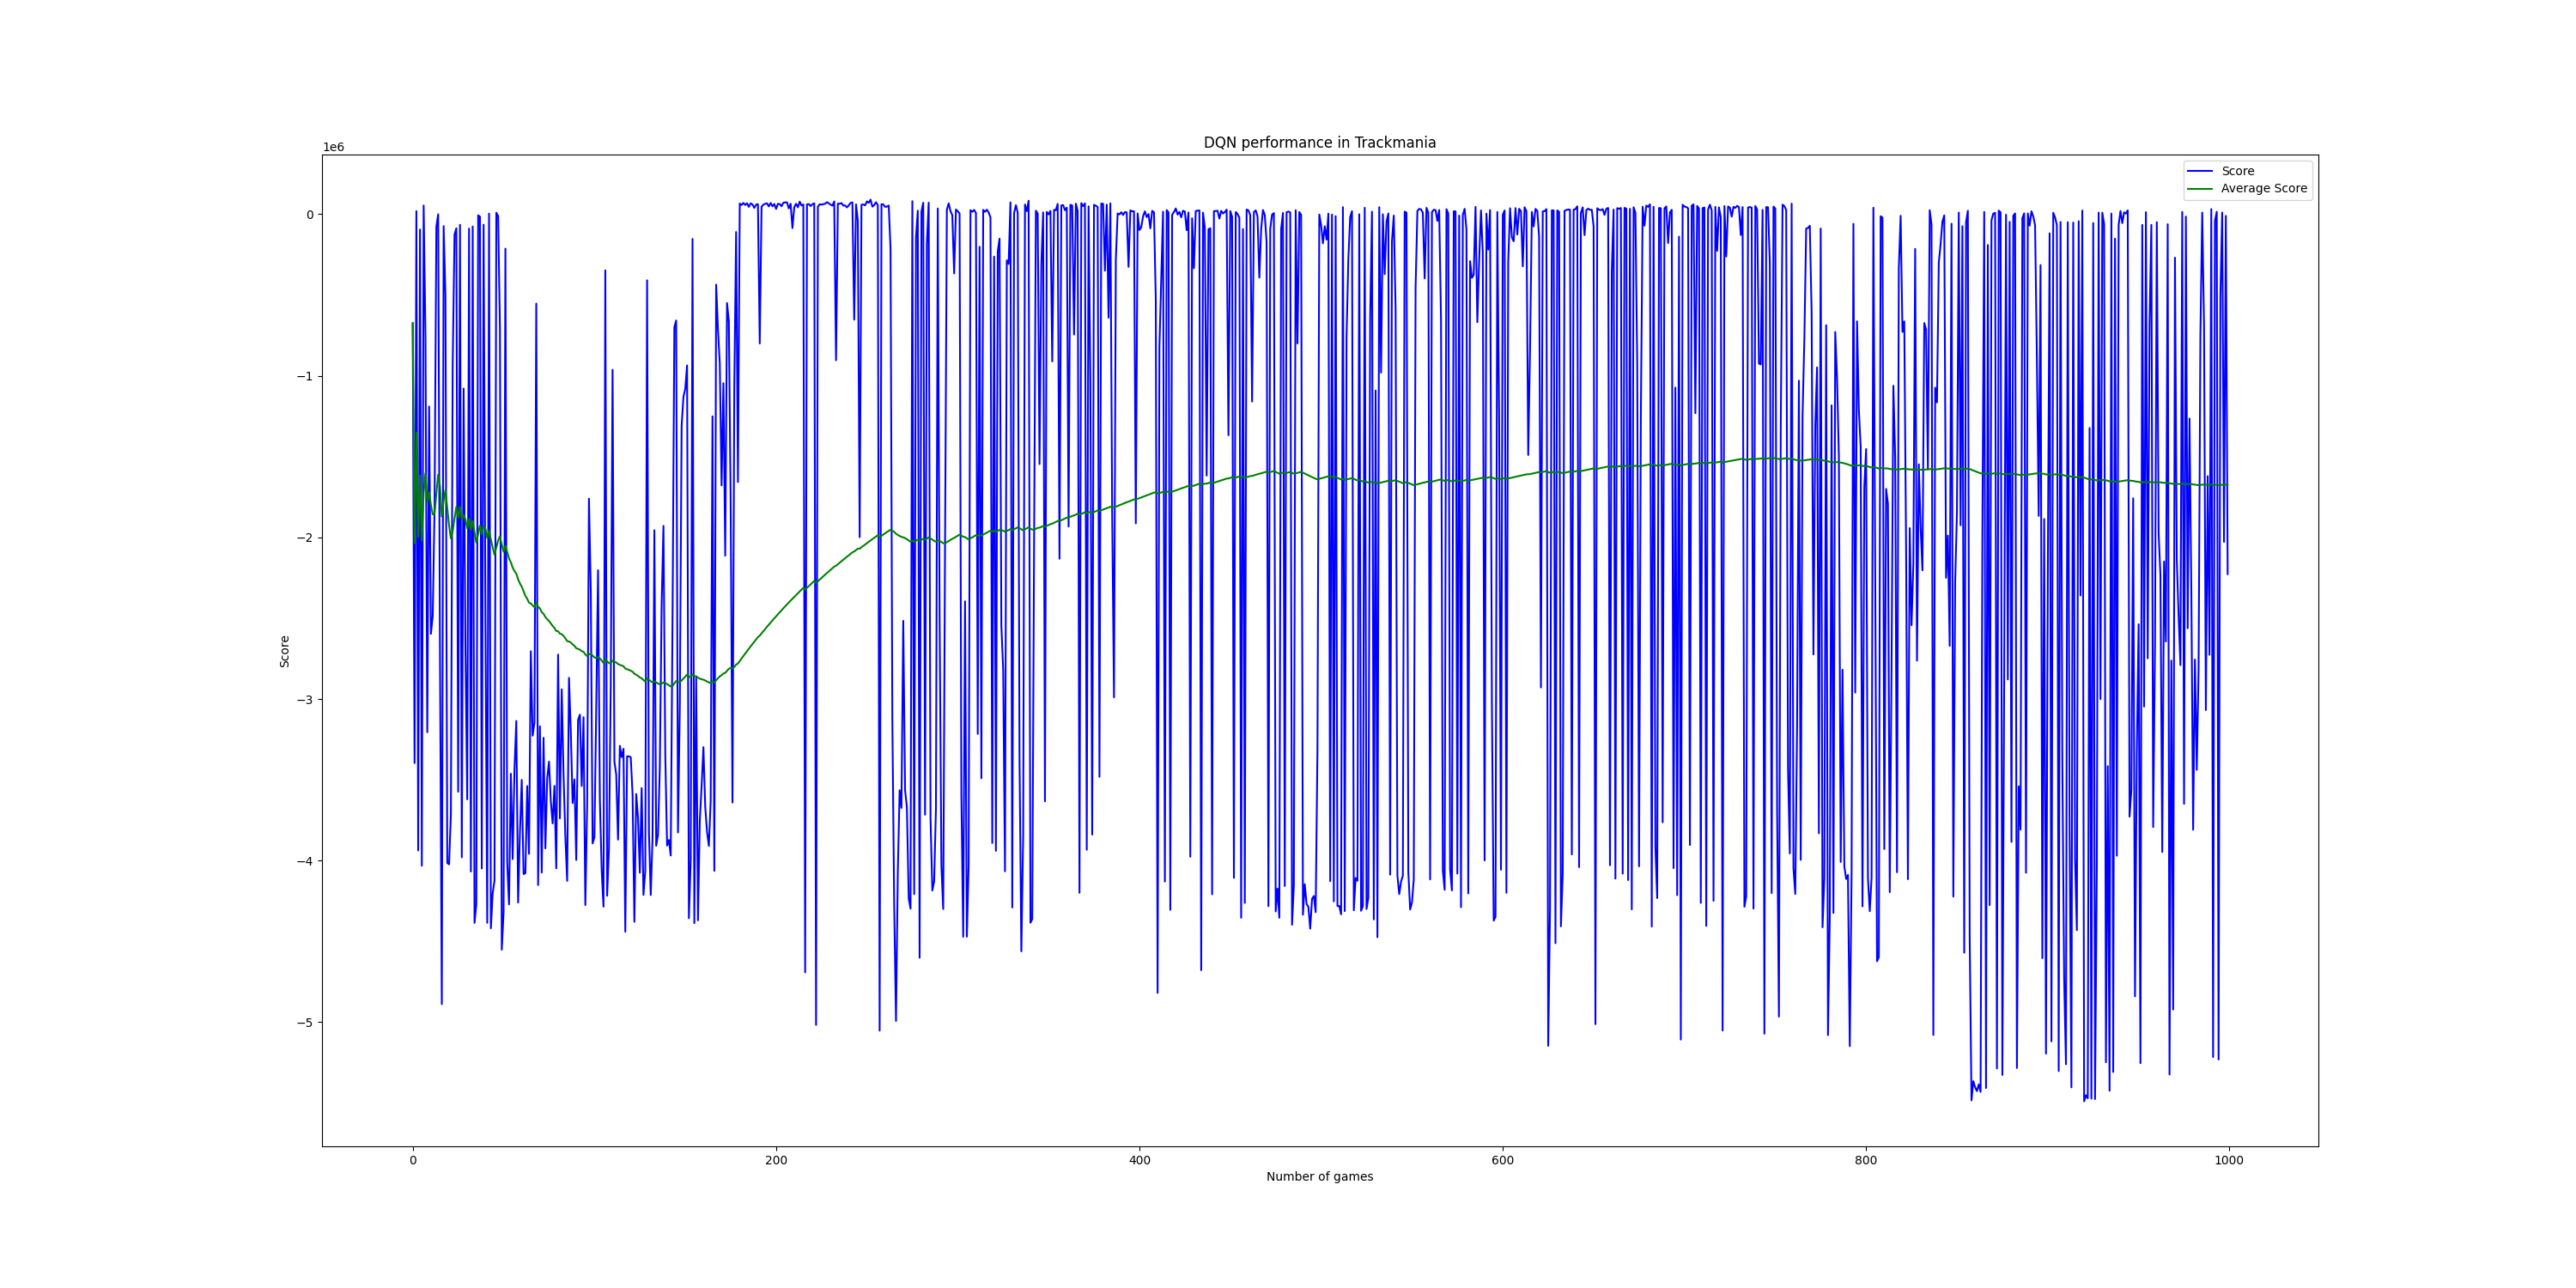 DQN performance in Trackmania
1e6
Score
Average Score
0
−1
−2
−3
−4
−5
Score
0
200
400
600
800
1000
Number of games